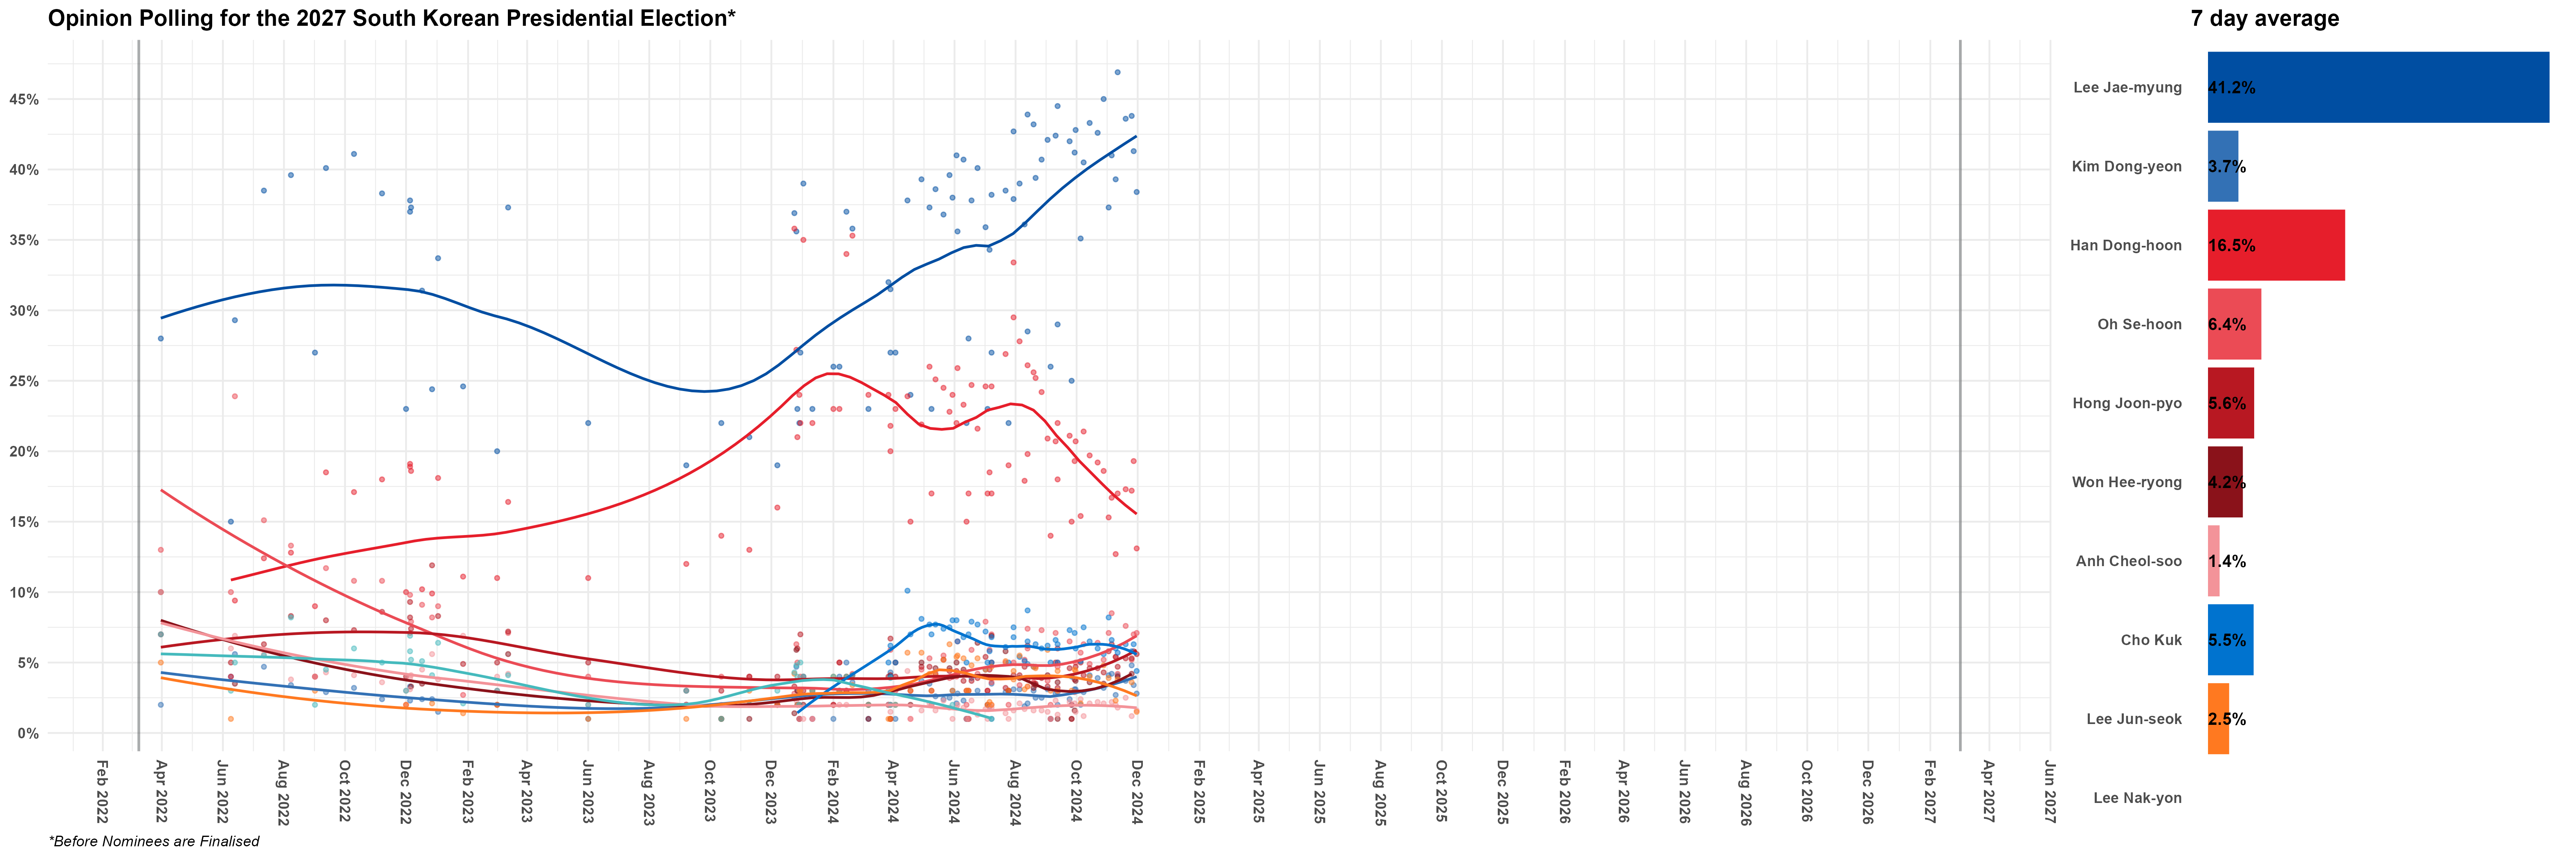 Opinion Polling for the 2027 South Korean Presidential Election*
7 day average
45%
40%
35%
30%
25%
20%
15%
10%
5%
0%
Feb 2022
Apr 2022
Jun 2022
Aug 2022
Oct 2022
Dec 2022
Feb 2023
Apr 2023
Jun 2023
Aug 2023
Oct 2023
Dec 2023
Feb 2024
Apr 2024
Jun 2024
Aug 2024
Oct 2024
Dec 2024
Feb 2025
Apr 2025
Jun 2025
Aug 2025
Oct 2025
Dec 2025
Feb 2026
Apr 2026
Jun 2026
Aug 2026
Oct 2026
Dec 2026
Feb 2027
Apr 2027
Jun 2027
*Before Nominees are Finalised
Lee Jae-myung 41.2%
Kim Dong-yeon 3.7%
Han Dong-hoon 16.5%
Oh Se-hoon 6.4%
Hong Joon-pyo 5.6%
Won Hee-ryong 4.2%
Anh Cheol-soo 1.4%
Cho Kuk 5.5%
Lee Jun-seok 2.5%
Lee Nak-yon